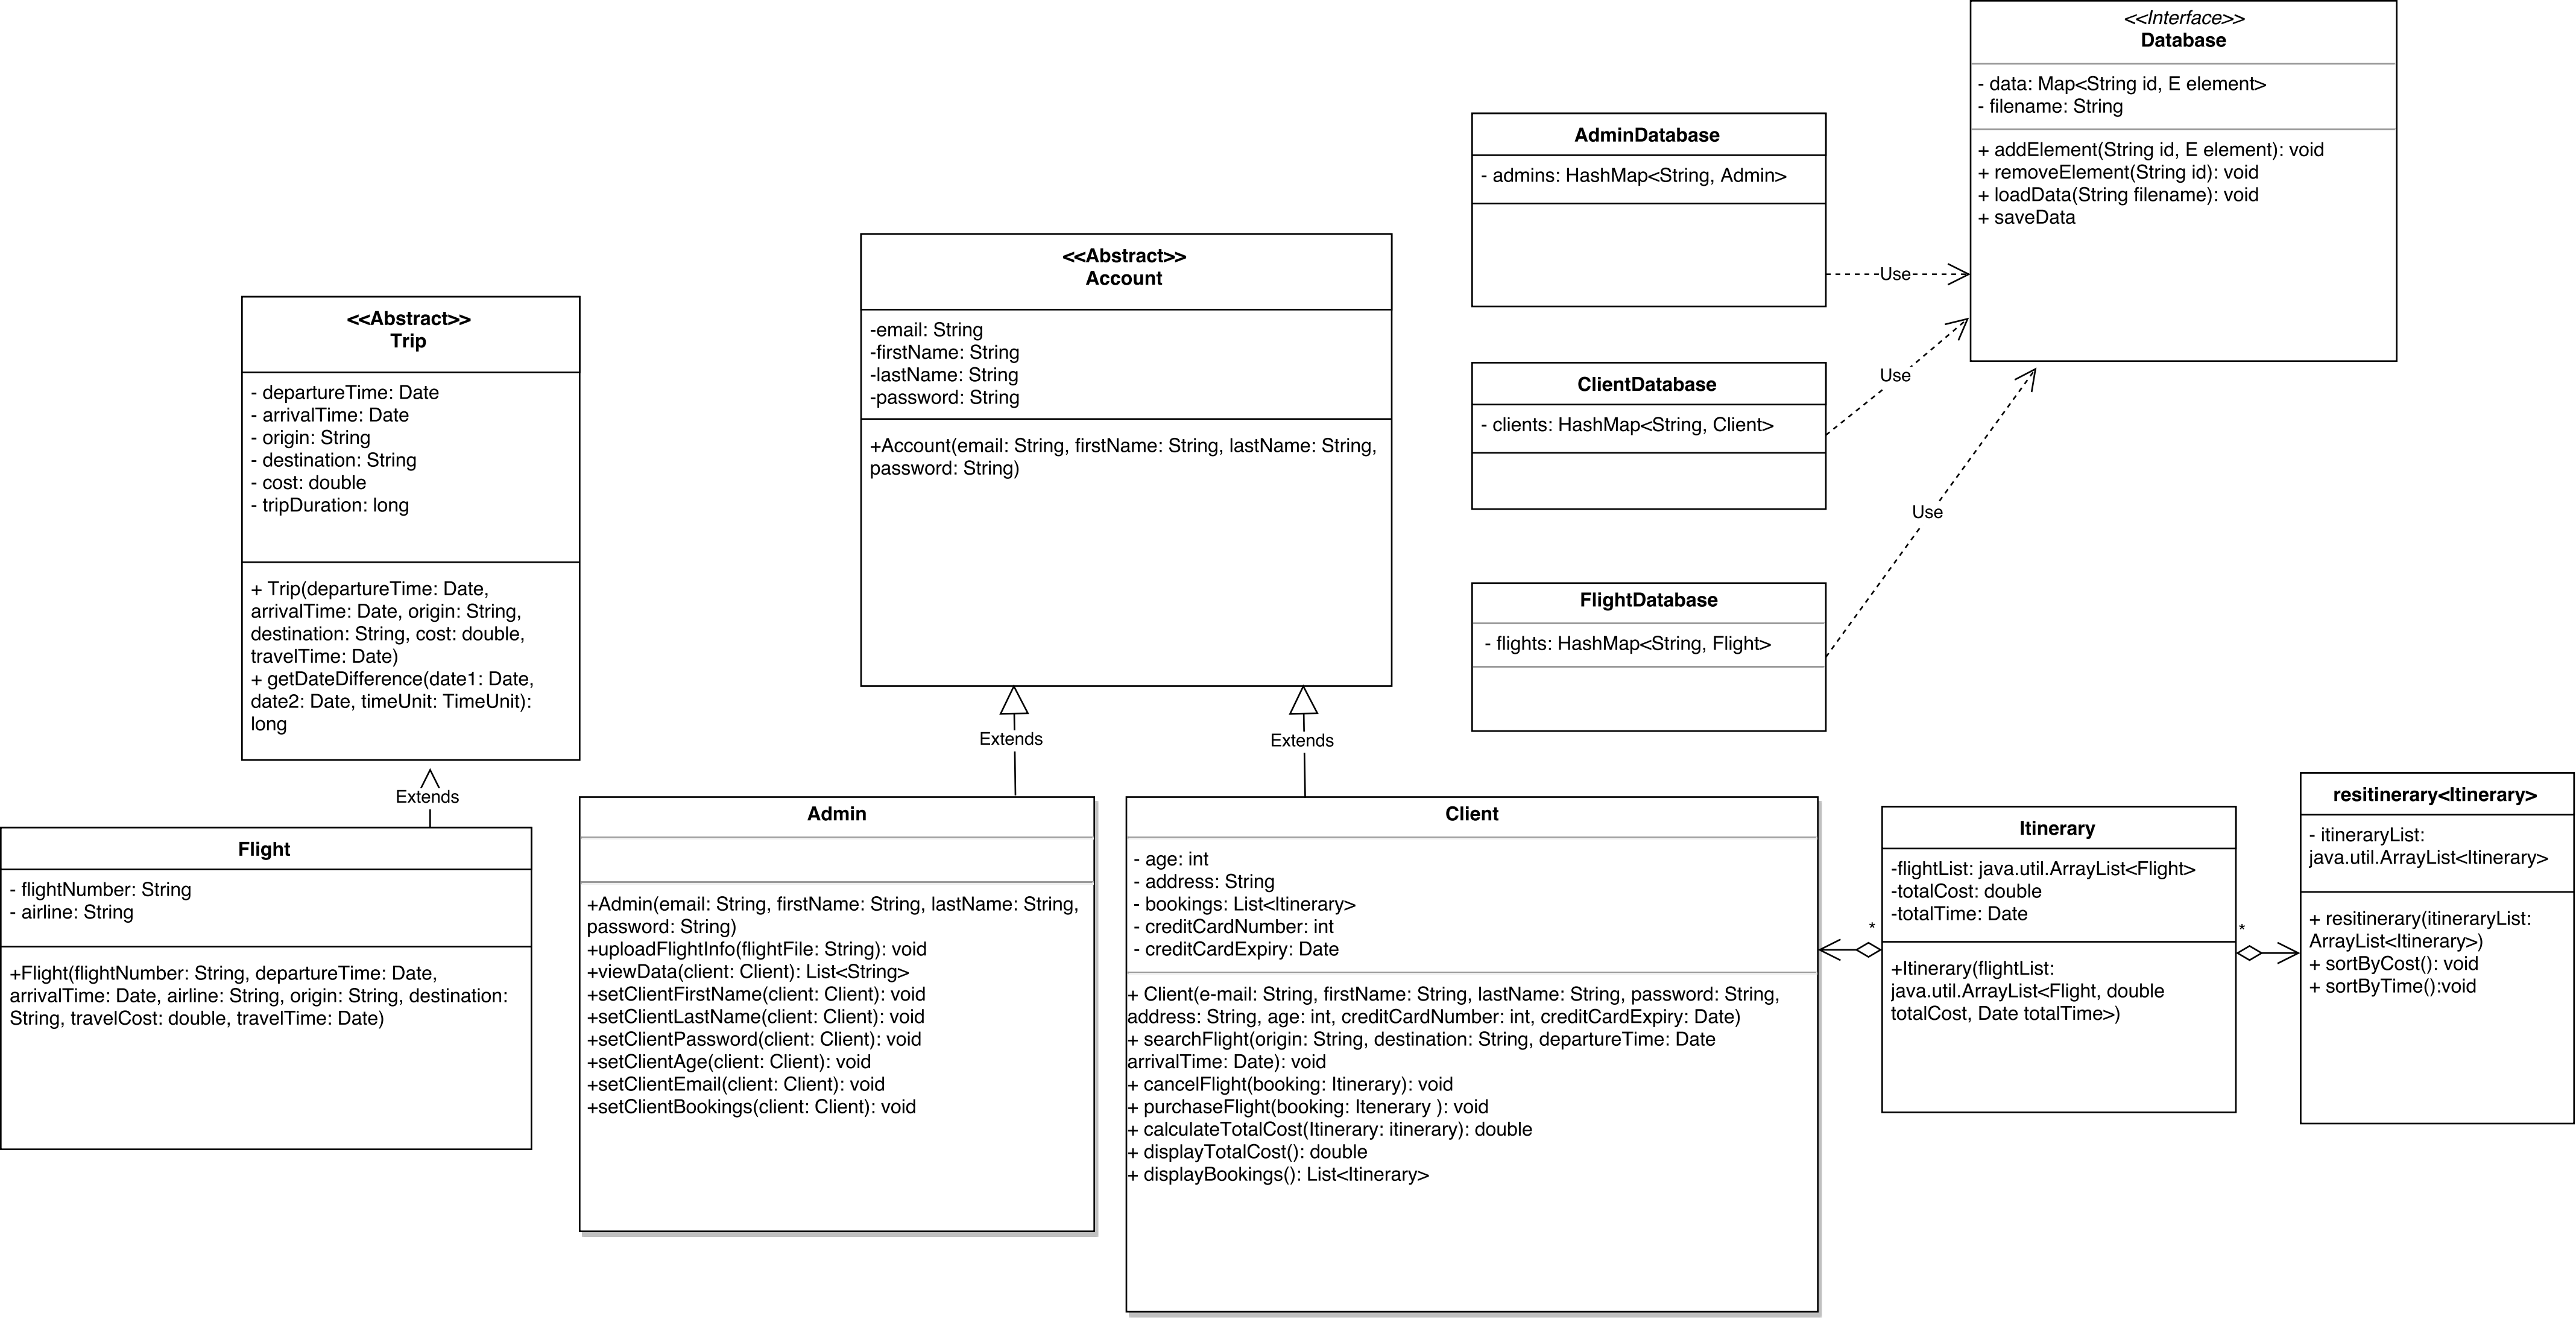 <<Interface>>
Database
- data: Map<String id, E element>
- filename: String
+ addElement(String id, E element): void
+ removeElement(String id): void
+ loadData(String filename): void
+ saveData
AdminDatabase
- admins: HashMap<String, Admin>
Use
ClientDatabase
- clients: HashMap<String, Client>
Use
FlightDatabase
- flights: HashMap<String, Flight>
Use
<<Abstract>>
Account
-email: String
-firstName: String
-lastName: String
-password: String
+Account(email: String, firstName: String, lastName: String,
password: String)
<<Abstract>>
Trip
- departureTime: Date
- arrivalTime: Date
- origin: String
- destination: String
- cost: double
- tripDuration: long
+ Trip(departureTime: Date,
arrivalTime: Date, origin: String,
destination: String, cost: double,
travelTime: Date)
+ getDateDifference(date1: Date,
date2: Date, timeUnit: TimeUnit):
long
Extends
Extends
Extends
Flight
- flightNumber: String
- airline: String
+Flight(flightNumber: String, departureTime: Date,
arrivalTime: Date, airline: String, origin: String, destination:
String, travelCost: double, travelTime: Date)
Admin
+Admin(email: String, firstName: String, lastName: String,
password: String)
+uploadFlightInfo(flightFile: String): void
+viewData(client: Client): List<String>
+setClientFirstName(client: Client): void
+setClientLastName(client: Client): void
+setClientPassword(client: Client): void
+setClientAge(client: Client): void
+setClientEmail(client: Client): void
+setClientBookings(client: Client): void
Client
- age: int
- address: String
- bookings: List<Itinerary>
- creditCardNumber: int
- creditCardExpiry: Date
+ Client(e-mail: String, firstName: String, lastName: String, password: String,
address: String, age: int, creditCardNumber: int, creditCardExpiry: Date)
+ searchFlight(origin: String, destination: String, departureTime: Date
arrivalTime: Date): void
+ cancelFlight(booking: Itinerary): void
+ purchaseFlight(booking: Itenerary ): void
+ calculateTotalCost(Itinerary: itinerary): double
+ displayTotalCost(): double
+ displayBookings(): List<Itinerary>
*
Itinerary
-flightList: java.util.ArrayList<Flight>
-totalCost: double
-totalTime: Date
+Itinerary(flightList:
java.util.ArrayList<Flight, double
totalCost, Date totalTime>)
*
resitinerary<Itinerary>
- itineraryList:
java.util.ArrayList<Itinerary>
+ resitinerary(itineraryList:
ArrayList<Itinerary>)
+ sortByCost(): void
+ sortByTime():void